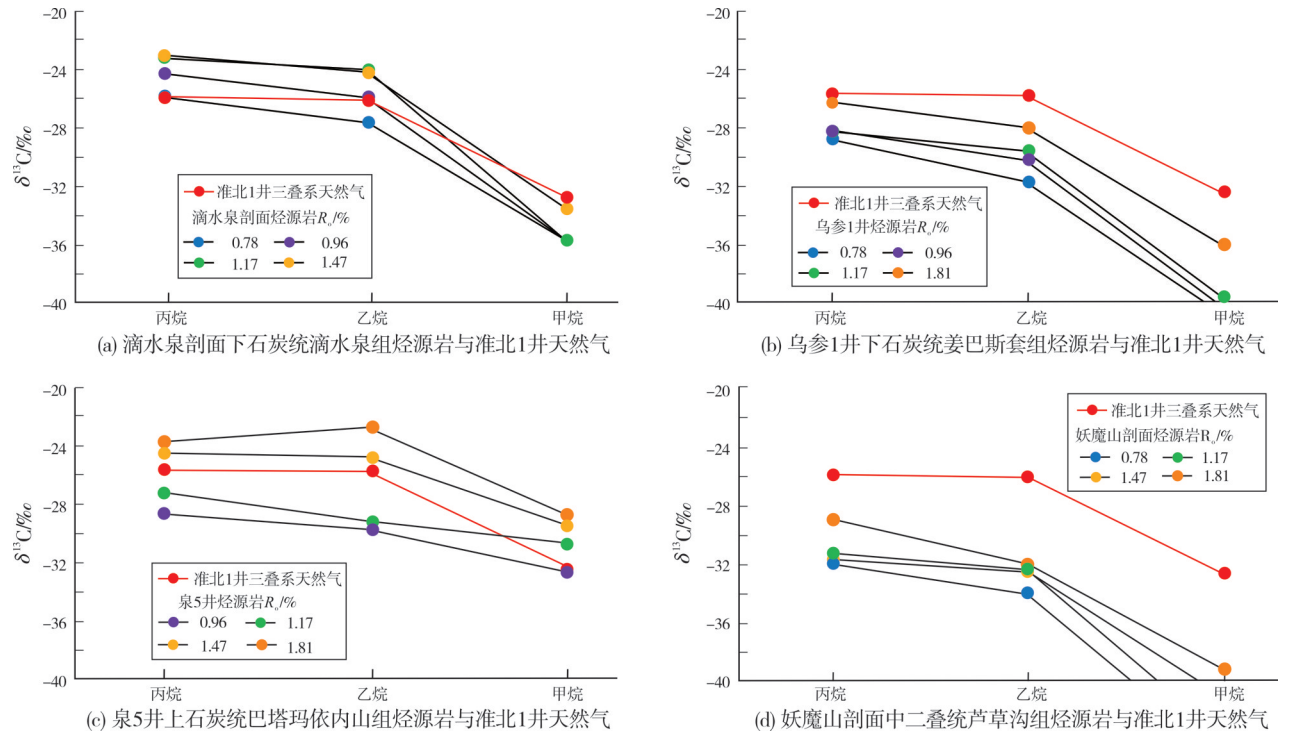 -20
-24
-28
-32
-36
-40
δ¹³C/‰
准北1井三叠系天然气
滴水泉剖面烃源岩Rₒ/%
0.78 0.96
1.17 1.47
丙烷 乙烷 甲烷
(a) 滴水泉剖面下石炭统滴水泉组烃源岩与准北1井天然气
-20
-24
-28
-32
-36
-40
δ¹³C/‰
准北1井三叠系天然气
乌参1井烃源岩Rₒ/%
0.78 0.96
1.17 1.81
丙烷 乙烷 甲烷
(b) 乌参1井下石炭统姜巴斯套组烃源岩与准北1井天然气
-20
-24
-28
-32
-36
-40
δ¹³C/‰
准北1井三叠系天然气
泉5井烃源岩Rₒ/%
0.96 1.17
1.47 1.81
丙烷 乙烷 甲烷
(c) 泉5井上石炭统巴塔玛依内山组烃源岩与准北1井天然气
-20
-24
-28
-32
-36
-40
δ¹³C/‰
准北1井三叠系天然气
妖魔山剖面烃源岩Rₒ/%
0.78 1.17
1.47 1.81
丙烷 乙烷 甲烷
(d) 妖魔山剖面中二叠统芦草沟组烃源岩与准北1井天然气